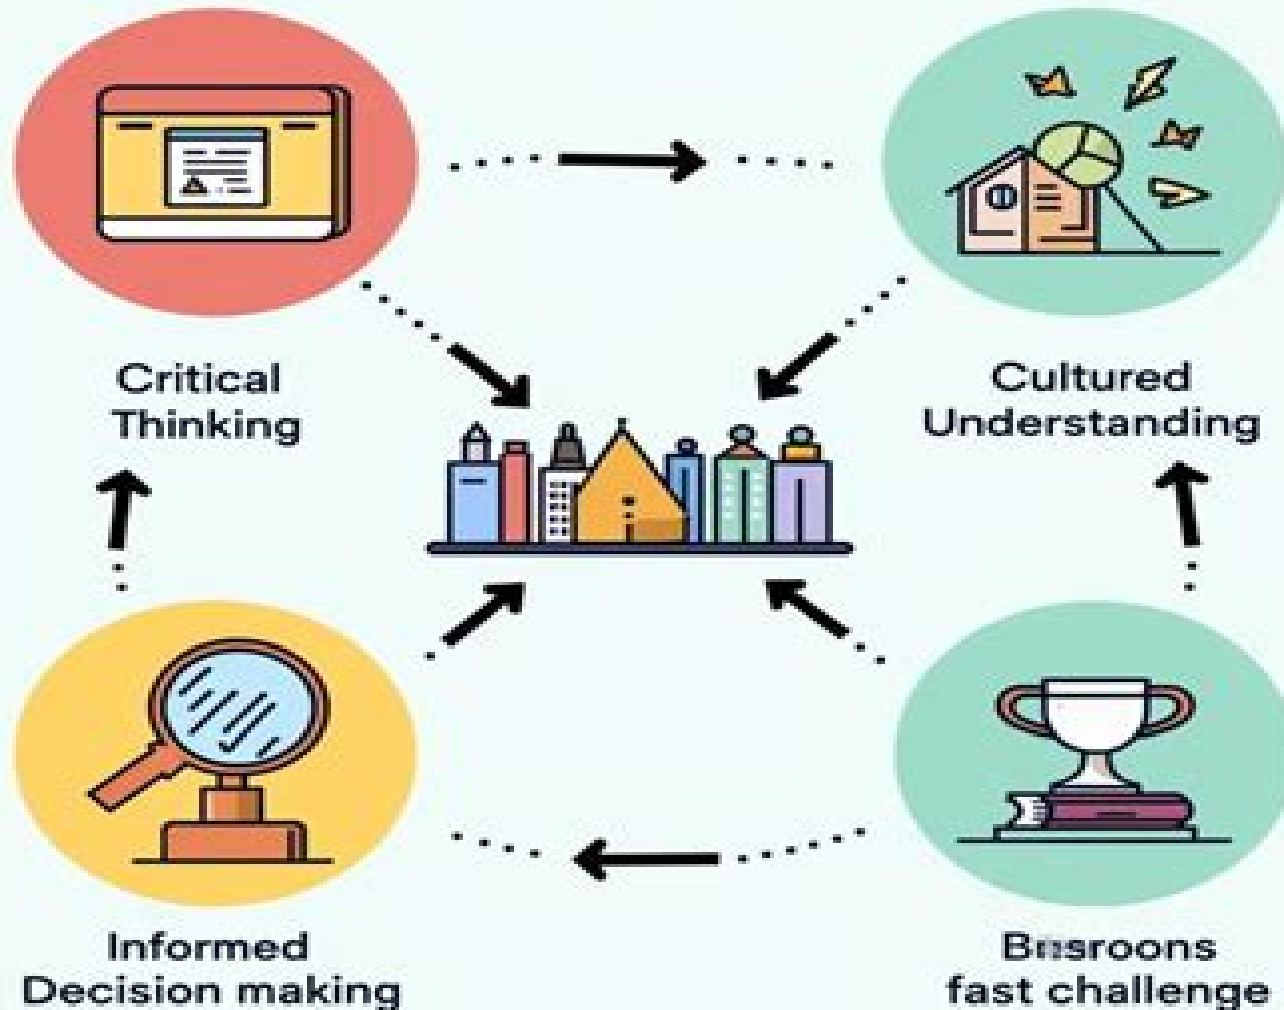 Critical
Thinking
Cultured
Understanding
Informed
Decision making
fast challenge